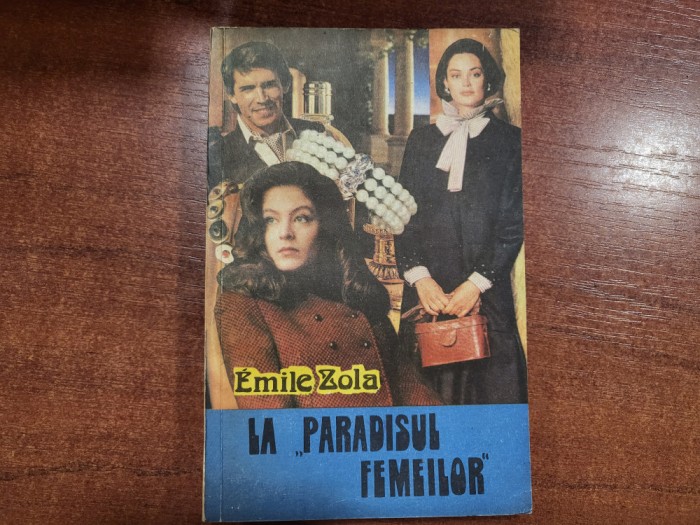 Émile Zola
LA „PARADISUL
FEMEILOR“